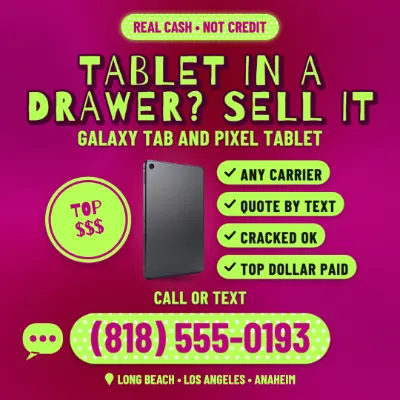 REAL CASH • NOT CREDIT
TABLET IN A
DRAWER? SELL IT
GALAXY TAB AND PIXEL TABLET
ANY CARRIER
QUOTE BY TEXT
CRACKED OK
TOP DOLLAR PAID
TOP
$$$
CALL OR TEXT
(818) 555-0193
LONG BEACH • LOS ANGELES • ANAHEIM